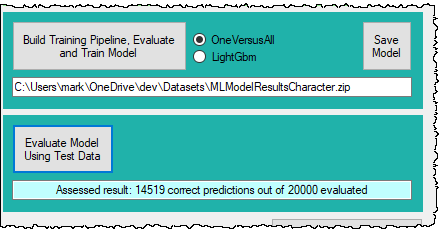 Build Training Pipeline, Evaluate
and Train Model
OneVersusAll
LightGbm
Save
Model
C:\Users\mark\OneDrive\dev\Datasets\MLModelResultsCharacter.zip
Evaluate Model
Using Test Data
Assessed result: 14519 correct predictions out of 20000 evaluated